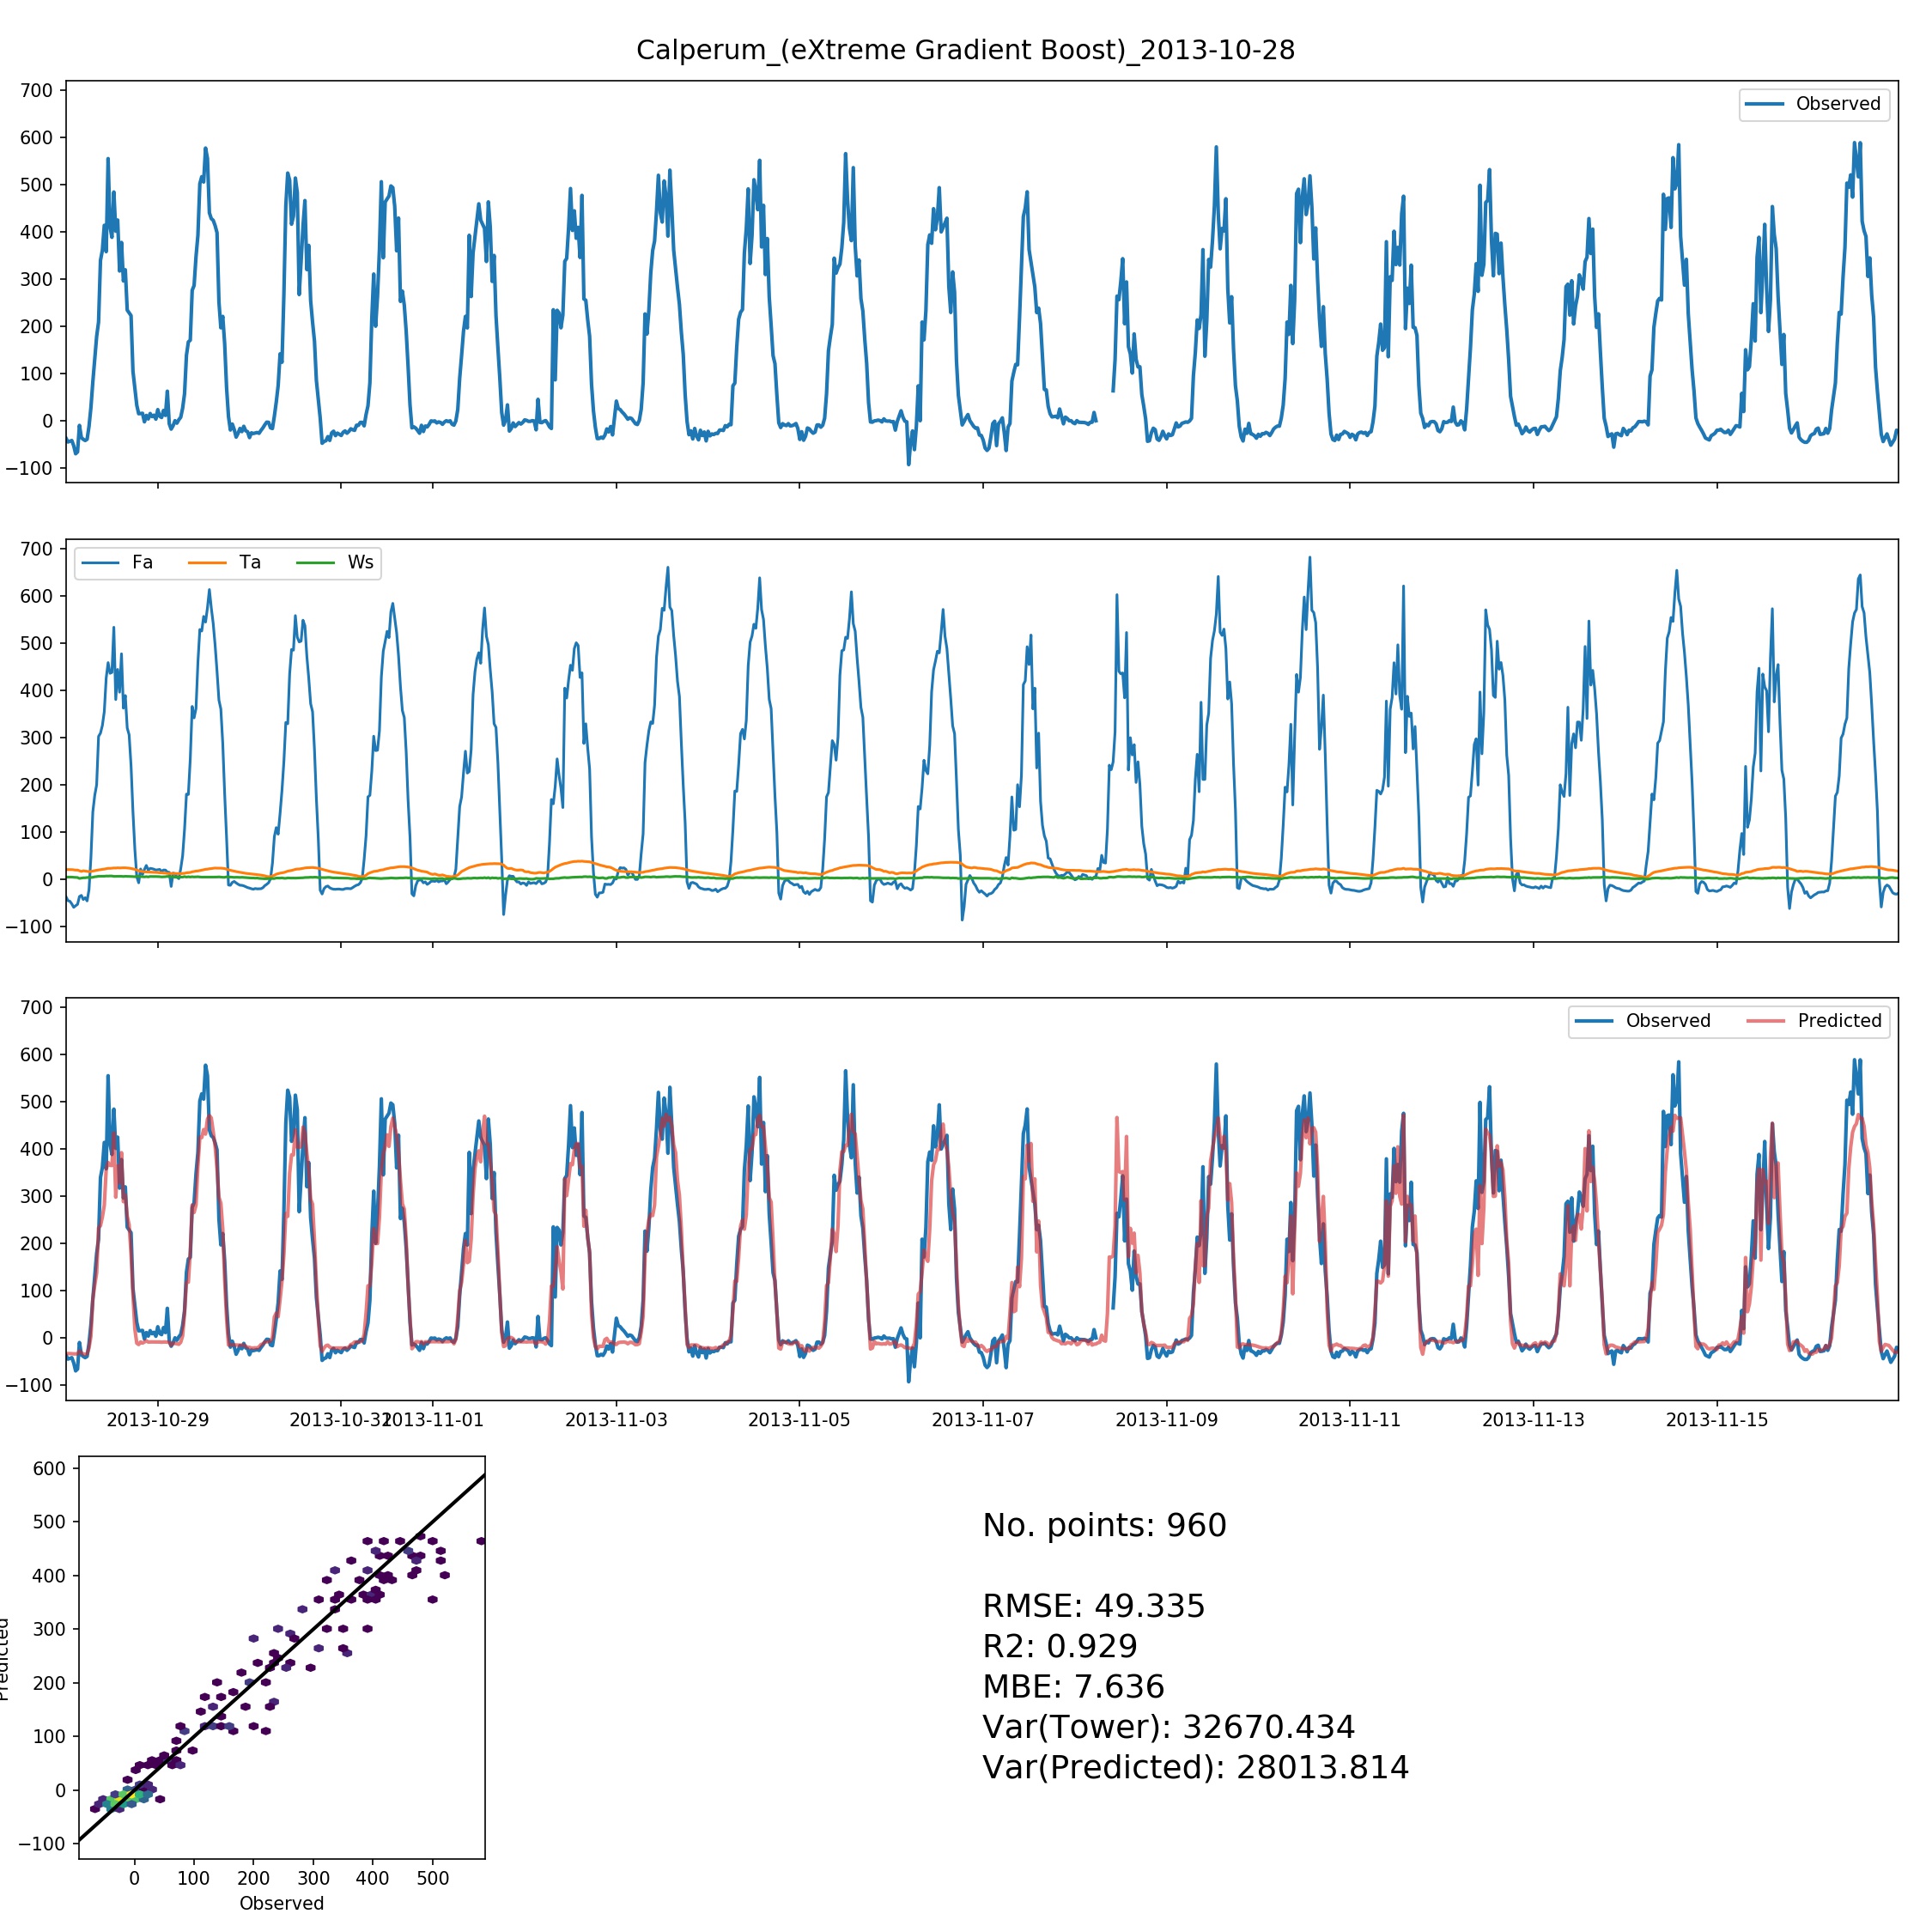 Calperum_(eXtreme Gradient Boost)_2013-10-28
700
600
500
400
300
200
100
0
−100
Observed
700
600
500
400
300
200
100
0
−100
Fa Ta Ws
700
600
500
400
300
200
100
0
−100
Observed Predicted
2013-10-29 2013-10-31 2013-11-01 2013-11-03 2013-11-05 2013-11-07 2013-11-09 2013-11-11 2013-11-13 2013-11-15
600
500
400
300
200
100
0
−100
Predicted
0 100 200 300 400 500
Observed
No. points: 960
RMSE: 49.335
R2: 0.929
MBE: 7.636
Var(Tower): 32670.434
Var(Predicted): 28013.814